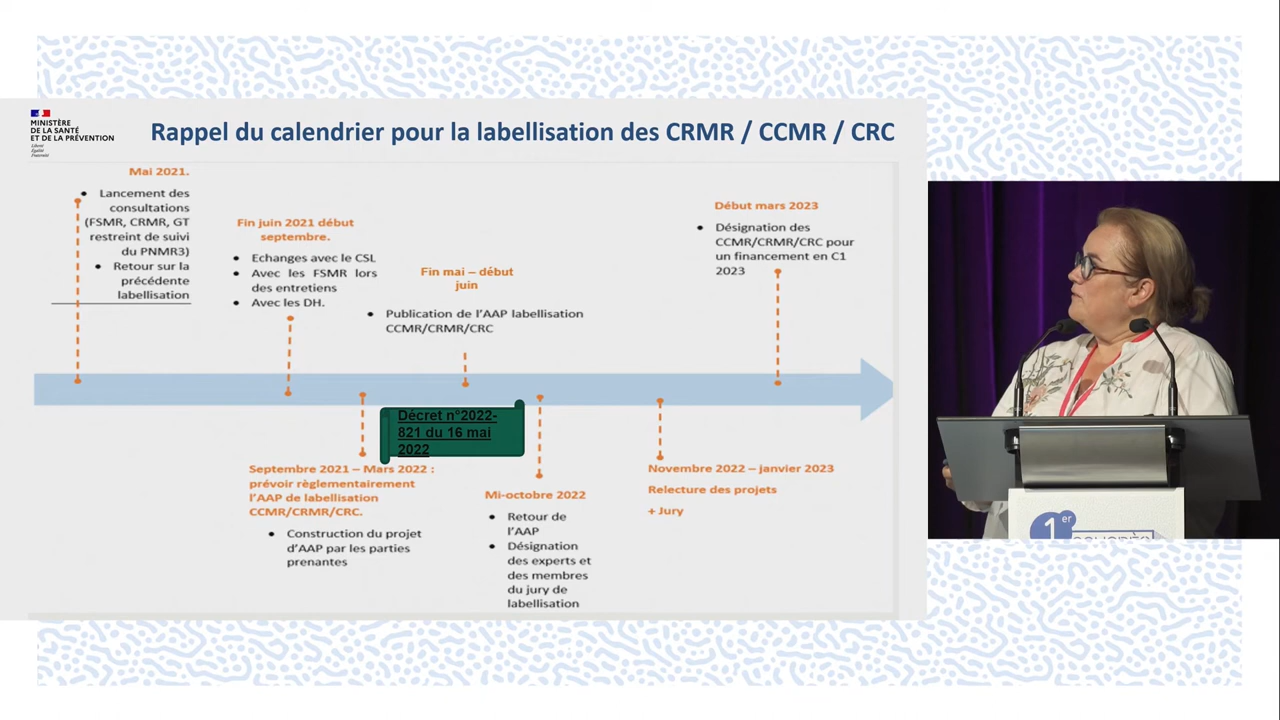 MINISTÈRE
DE LA SANTÉ
ET DE LA PRÉVENTION
Liberté
Égalité
Fraternité
Rappel du calendrier pour la labellisation des CRMR / CCMR / CRC
Mai 2021.
• Lancement des
consultations
(FSMR, CRMR, GT
restreint de suivi
du PNMR3)
• Retour sur la
précédente
labellisation
Fin juin 2021 début
septembre.
• Echanges avec le CSL
• Avec les FSMR lors
des entretiens
• Avec les DH.
Fin mai – début
juin
• Publication de l’AAP labellisation
CCMR/CRMR/CRC
Début mars 2023
• Désignation des
CCMR/CRMR/CRC pour
un financement en C1
2023
Décret n°2022-
821 du 16 mai
2022
Septembre 2021 – Mars 2022 :
prévoir règlementairement
l’AAP de labellisation
CCMR/CRMR/CRC.
• Construction du projet
d’AAP par les parties
prenantes
Mi-octobre 2022
• Retour de
l’AAP
• Désignation
des experts et
des membres
du jury de
labellisation
Novembre 2022 – janvier 2023
Relecture des projets
+ Jury
1er